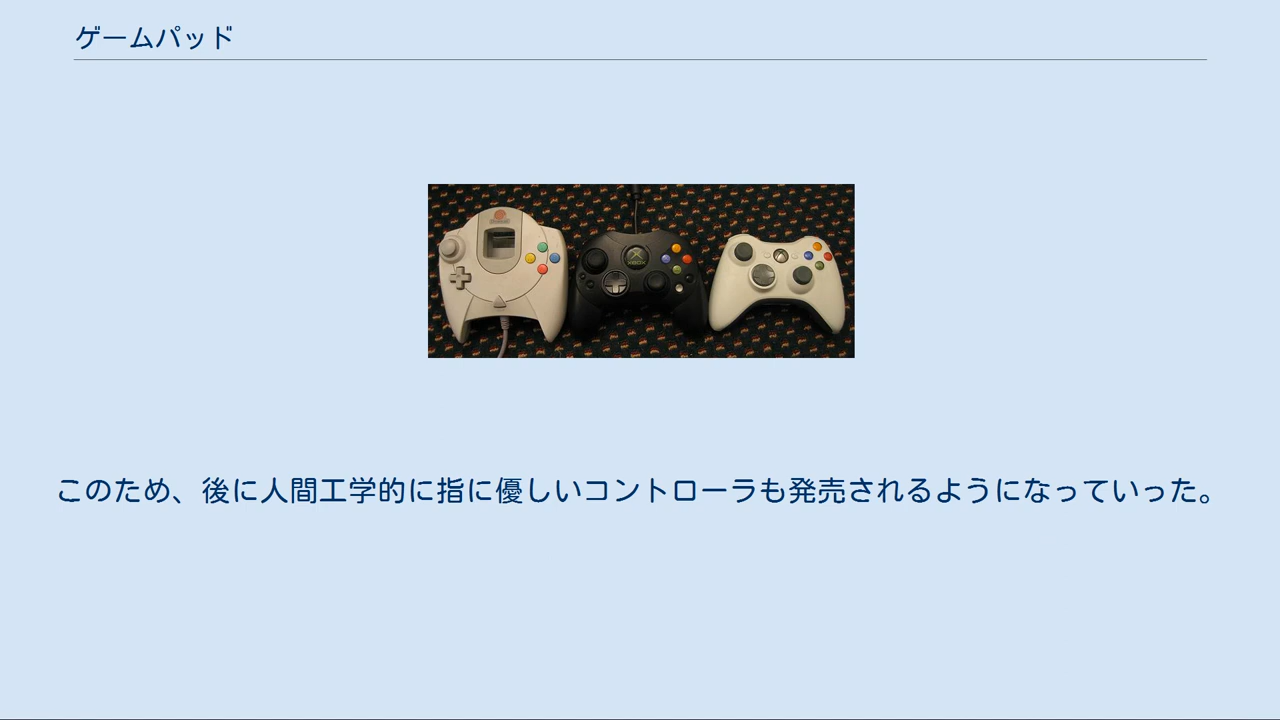 ゲームパッド
XBOX
このため、後に人間工学的に指に優しいコントローラも発売されるようになっていった。